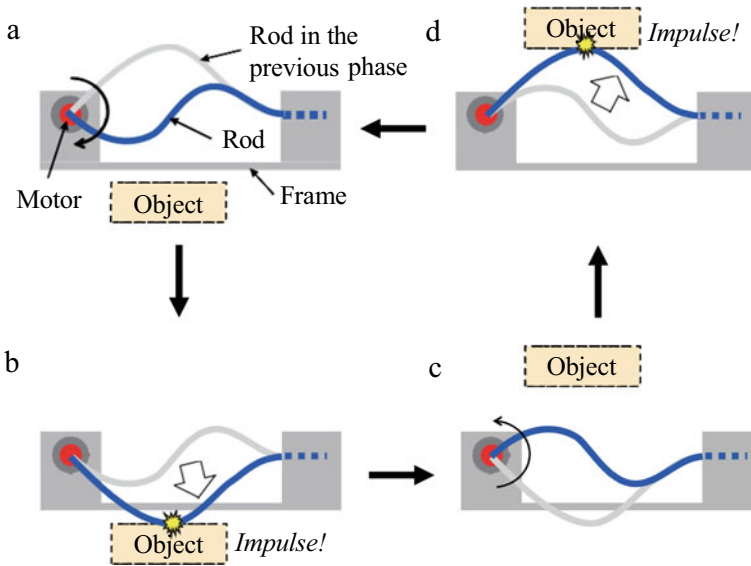 a
Rod in the
previous phase
Rod
Motor
Frame
Object
d
Object
Impulse!
b
Object
Impulse!
c
Object